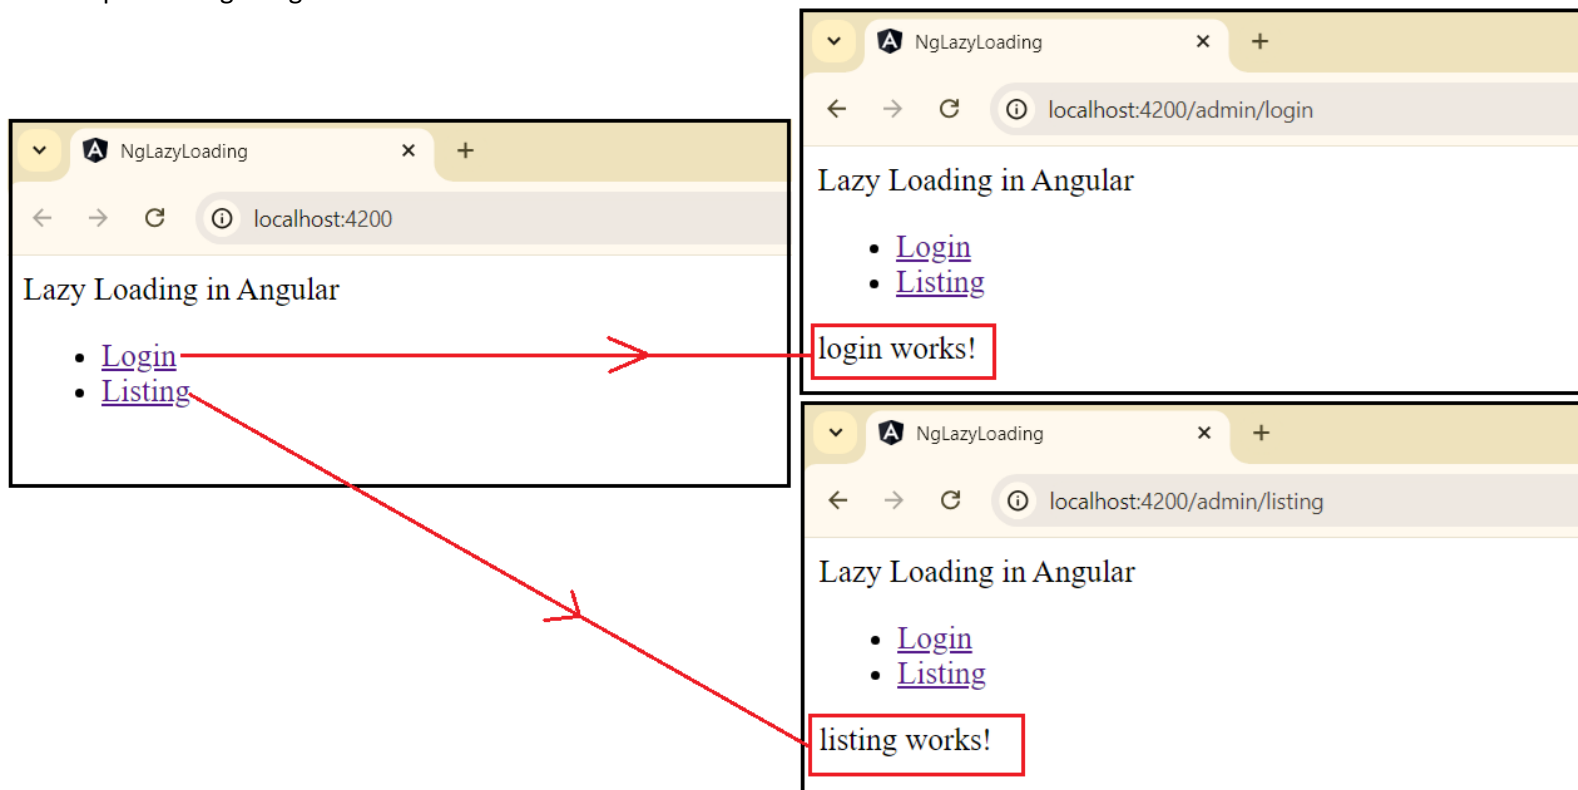 NgLazyLoading
localhost:4200
Lazy Loading in Angular
Login
Listing
NgLazyLoading
localhost:4200/admin/login
Lazy Loading in Angular
Login
Listing
login works!
NgLazyLoading
localhost:4200/admin/listing
Lazy Loading in Angular
Login
Listing
listing works!